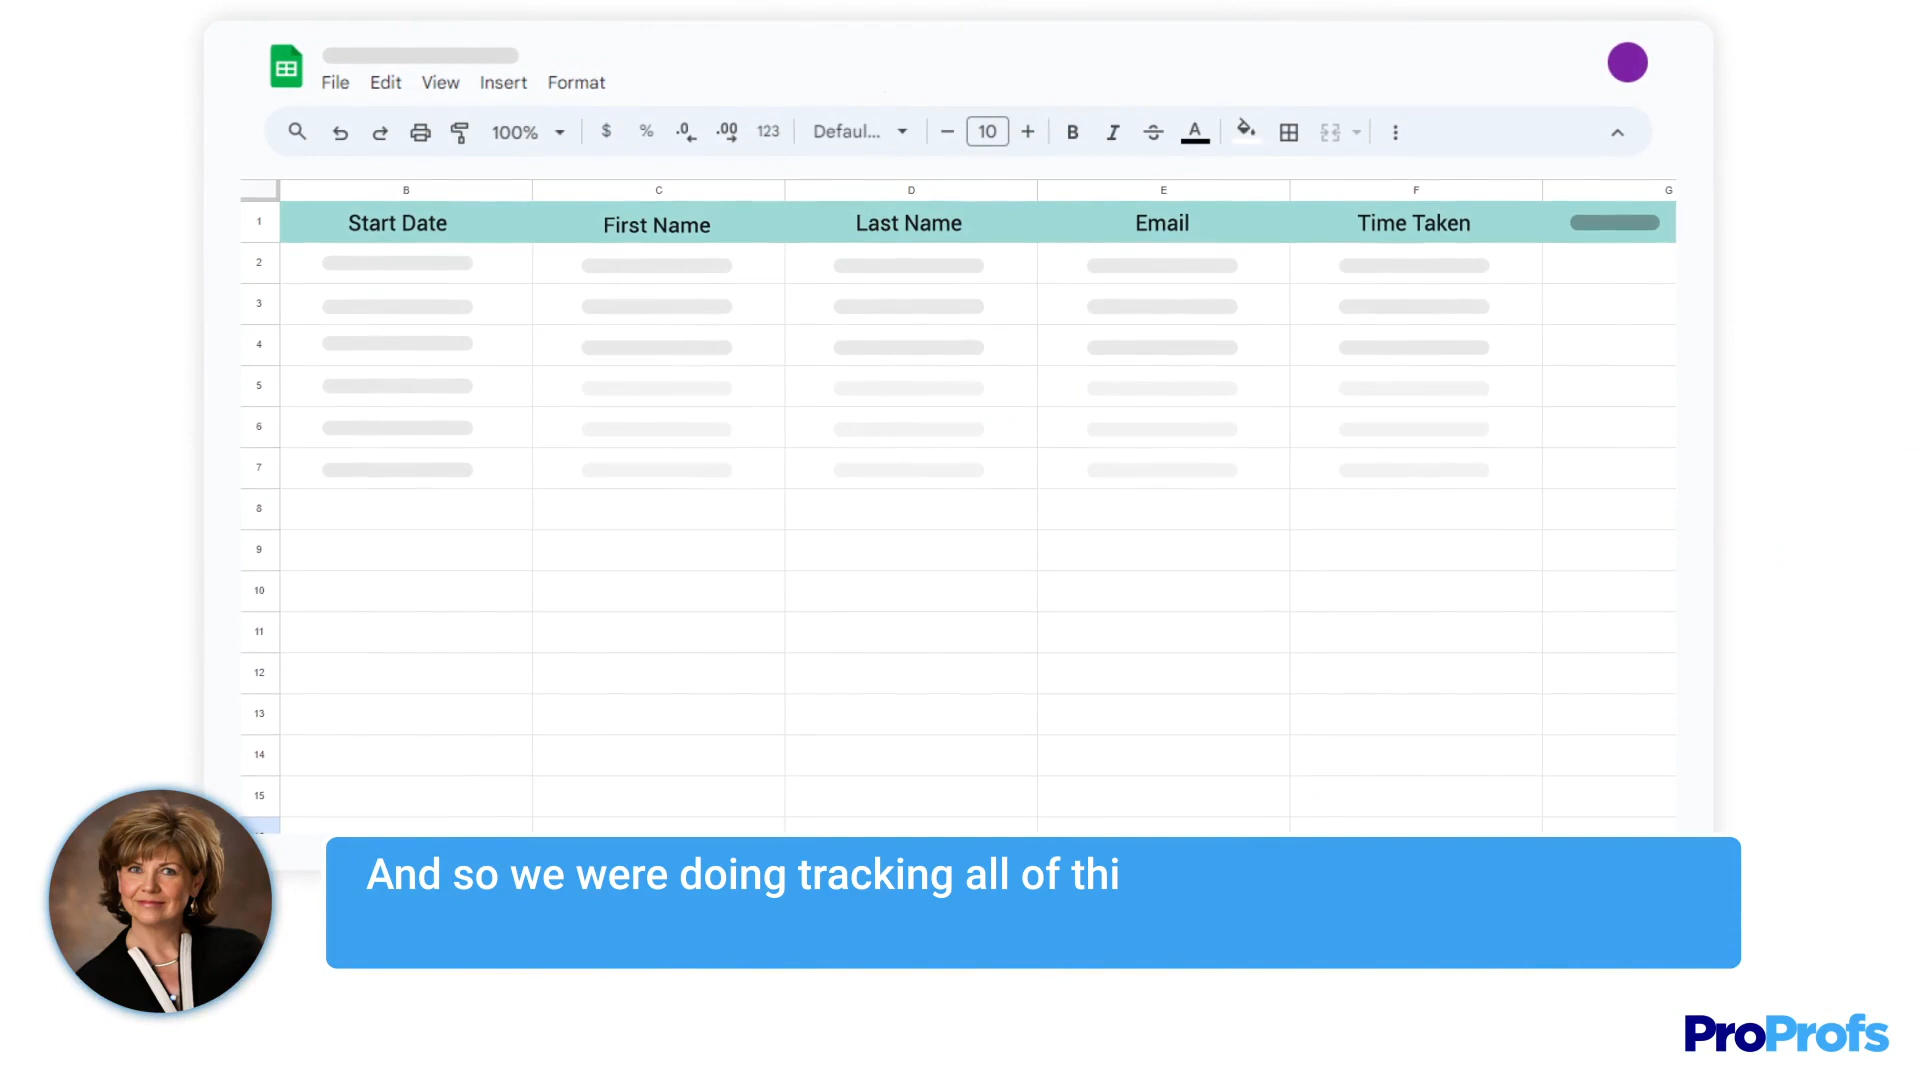 File Edit View Insert Format
100% $ % .0 .00 123 Defaul... 10 B I A
B C D E F G
1 Start Date First Name Last Name Email Time Taken
2
3
4
5
6
7
8
9
10
11
12
13
14
15
And so we were doing tracking all of thi
ProProfs